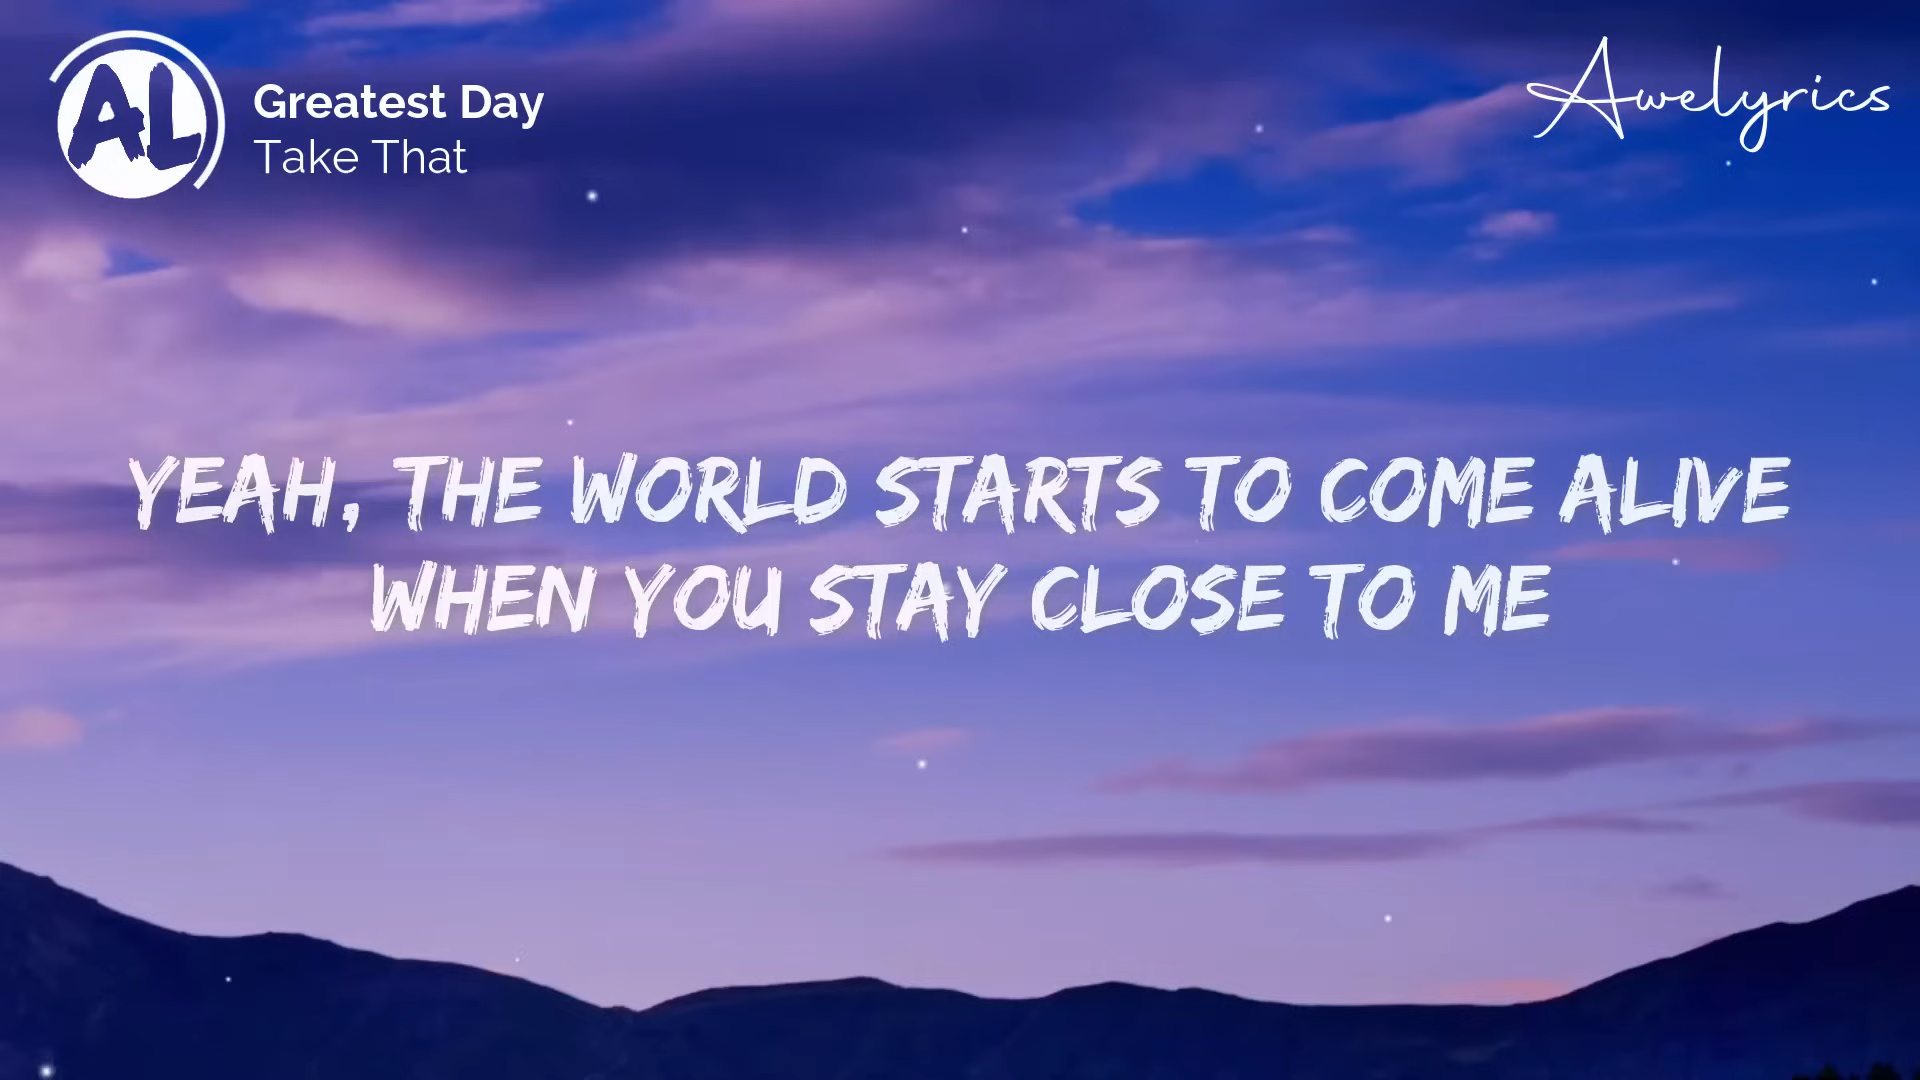 AL
Greatest Day
Take That
Awelyrics
YEAH, THE WORLD STARTS TO COME ALIVE
WHEN YOU STAY CLOSE TO ME